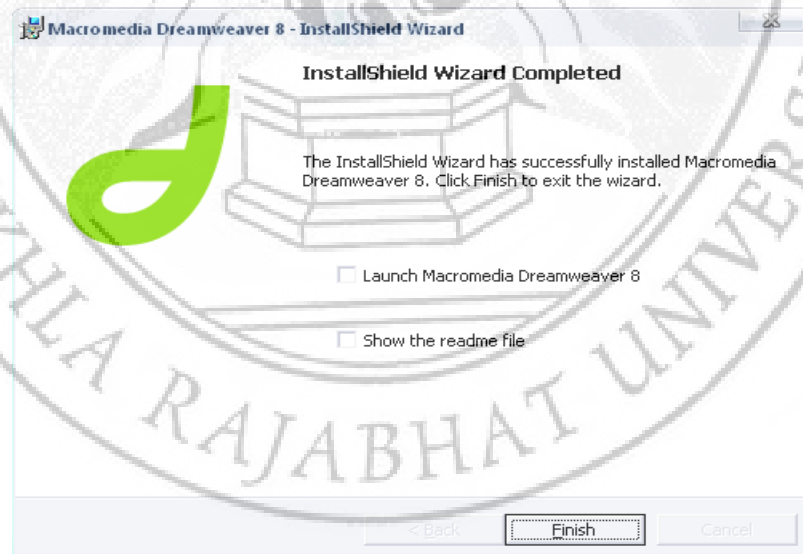 Macromedia Dreamweaver 8 - InstallShield Wizard
InstallShield Wizard Completed
The InstallShield Wizard has successfully installed Macromedia
Dreamweaver 8. Click Finish to exit the wizard.
Launch Macromedia Dreamweaver 8
Show the readme file
RAJABHAT
< Back
Finish
Cancel